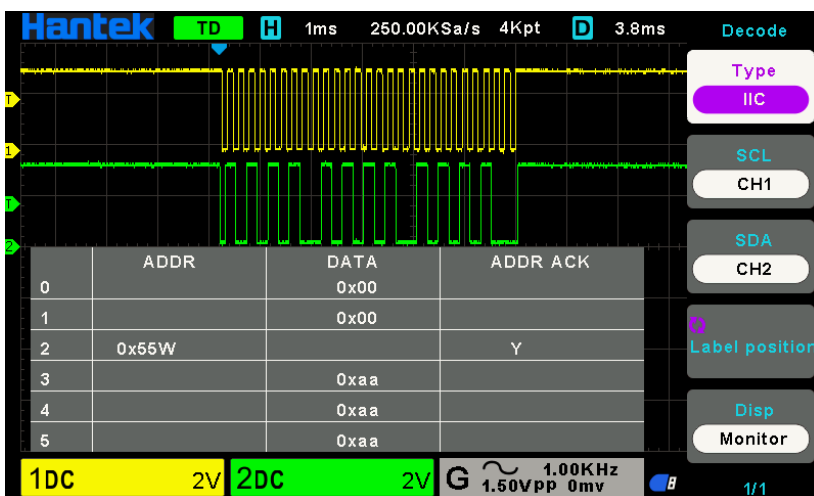 Hantek TD H 1ms 250.00KSa/s 4Kpt D 3.8ms Decode
Type
IIC
T
1
SCL
CH1
T
2
SDA
CH2
ADDR DATA ADDR ACK
0 0x00
1 0x00
2 0x55W Y
3 0xaa
4 0xaa
5 0xaa
Label position
Disp
Monitor
1DC 2V 2DC 2V G 1.00KHz
1.50Vpp 0mv
1/1